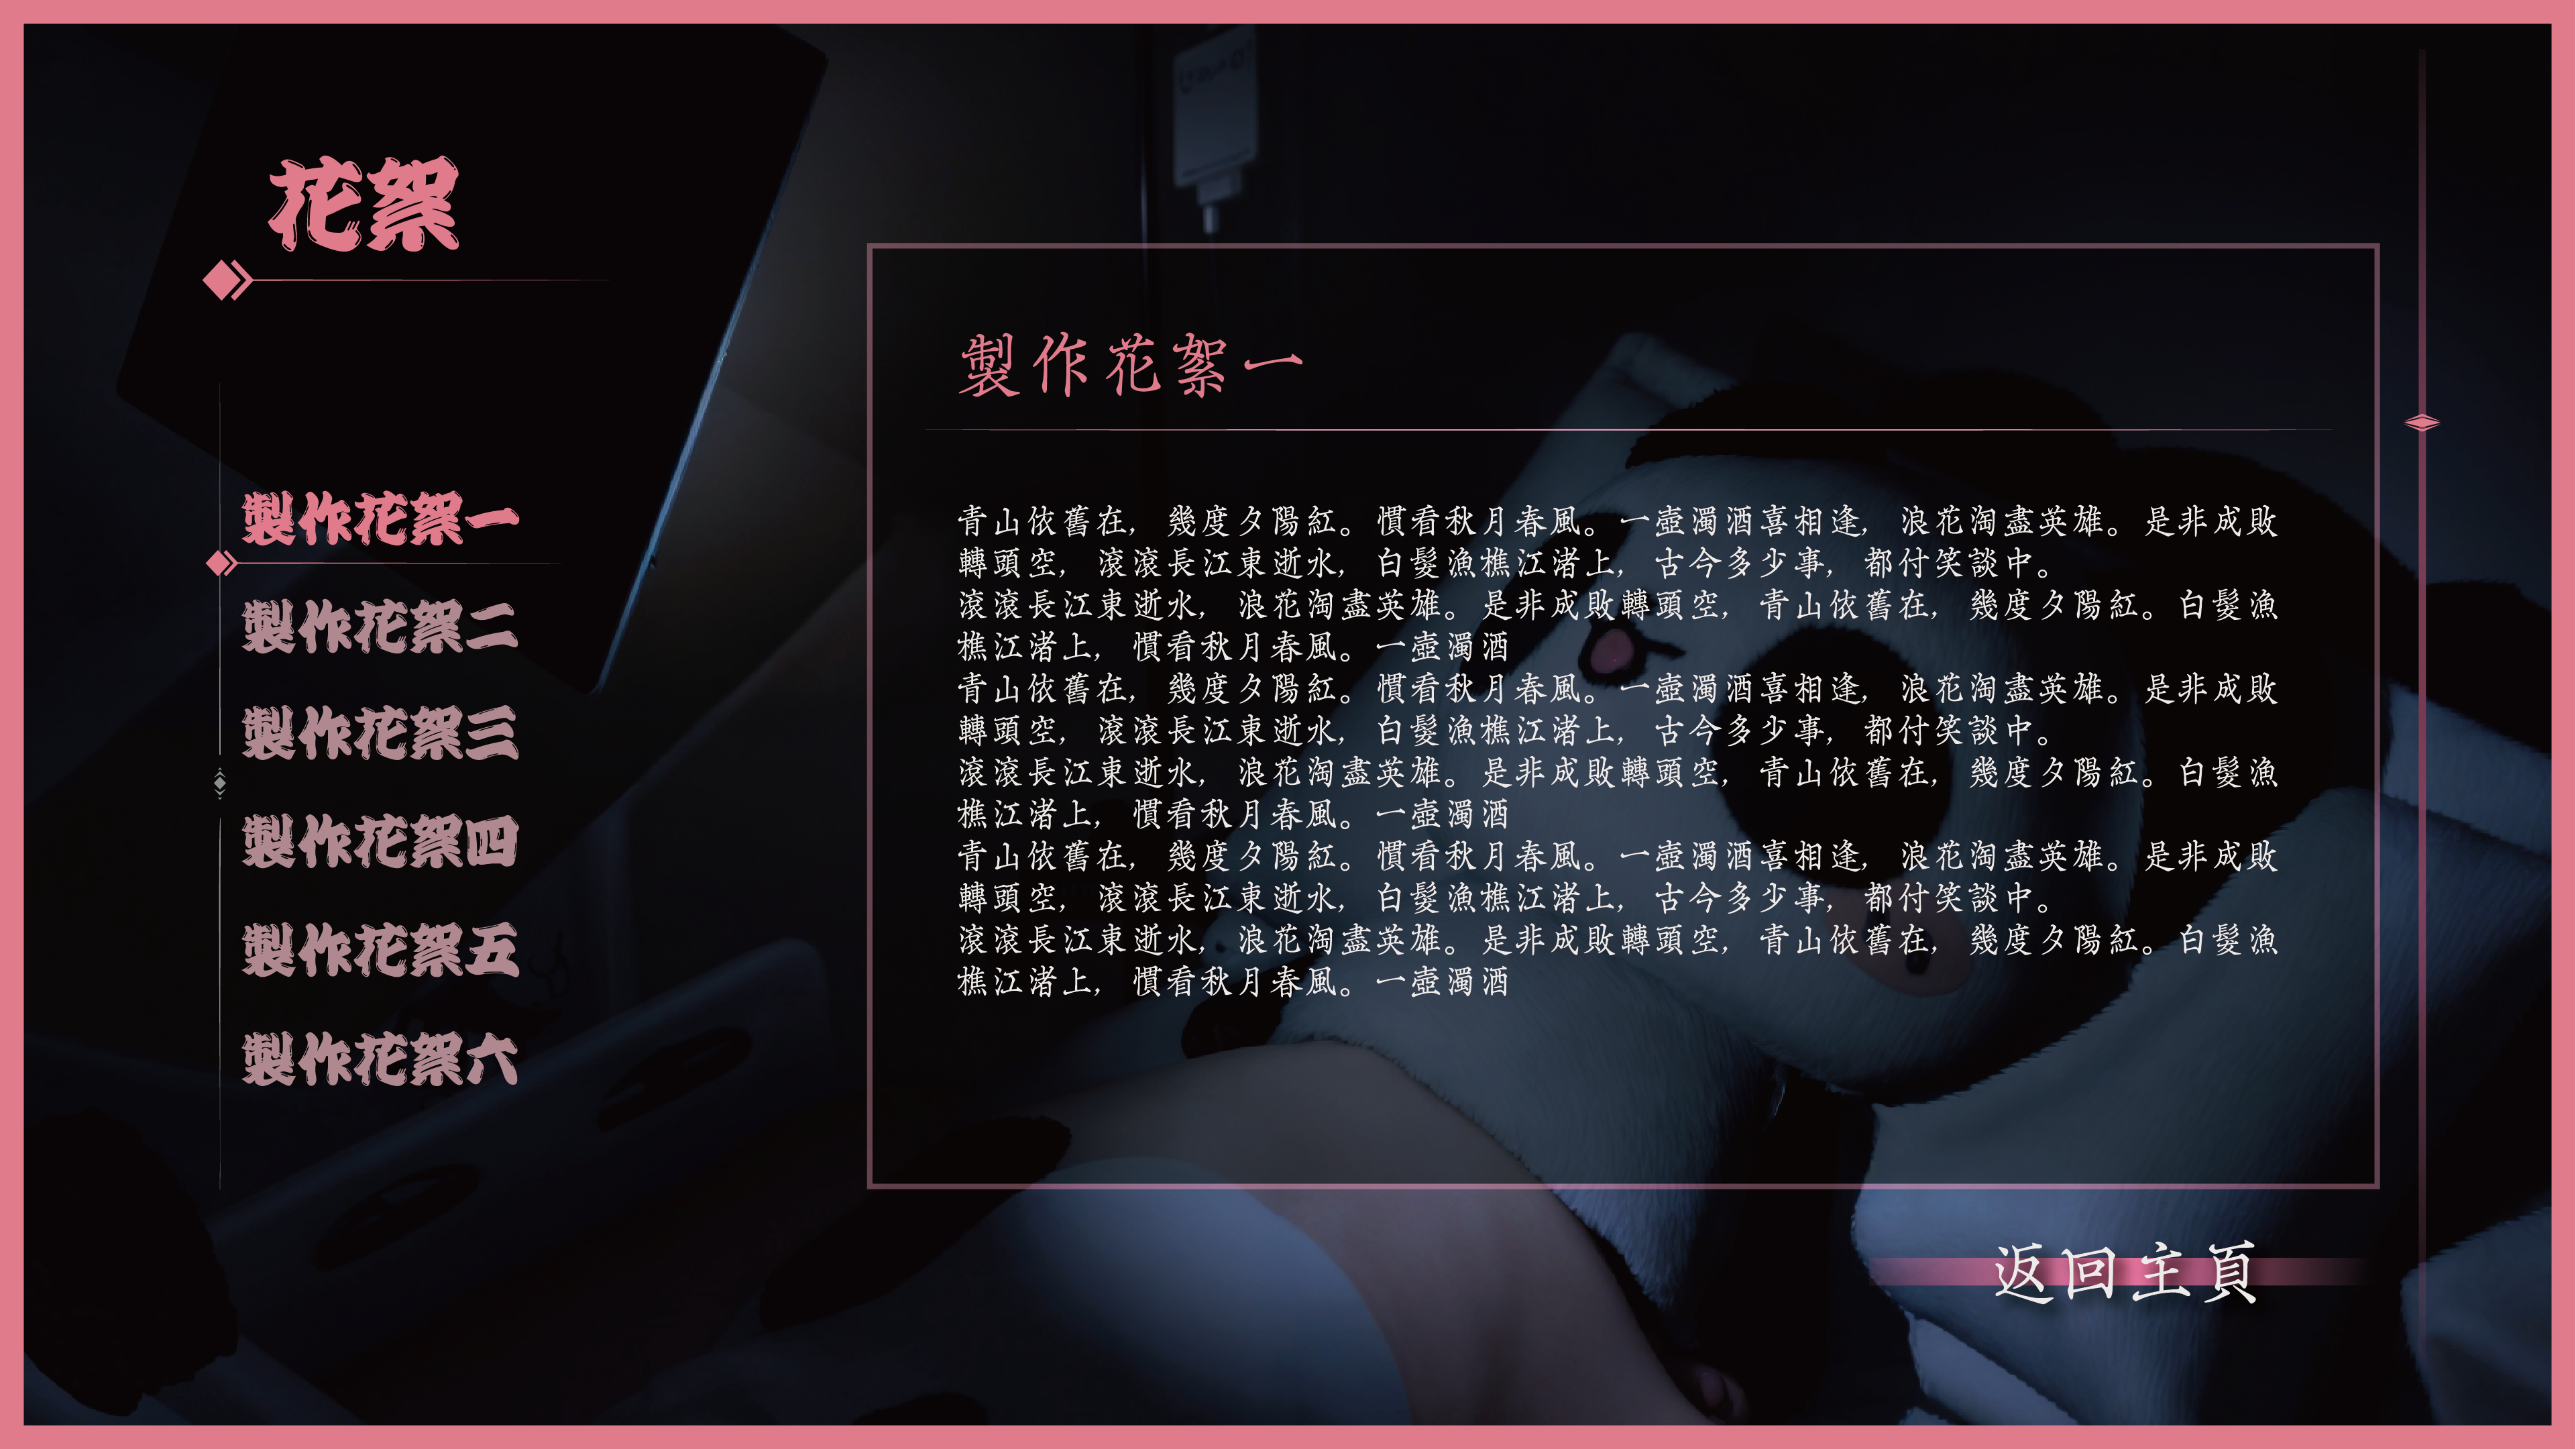 花絮
製作花絮一
製作花絮二
製作花絮三
製作花絮四
製作花絮五
製作花絮六
製作花絮一
青山依舊在，幾度夕陽紅。慣看秋月春風。一壺濁酒喜相逢，浪花淘盡英雄。是非成敗
轉頭空，滾滾長江東逝水，白髮漁樵江渚上，古今多少事，都付笑談中。
滾滾長江東逝水，浪花淘盡英雄。是非成敗轉頭空，青山依舊在，幾度夕陽紅。白髮漁
樵江渚上，慣看秋月春風。一壺濁酒
青山依舊在，幾度夕陽紅。慣看秋月春風。一壺濁酒喜相逢，浪花淘盡英雄。是非成敗
轉頭空，滾滾長江東逝水，白髮漁樵江渚上，古今多少事，都付笑談中。
滾滾長江東逝水，浪花淘盡英雄。是非成敗轉頭空，青山依舊在，幾度夕陽紅。白髮漁
樵江渚上，慣看秋月春風。一壺濁酒
青山依舊在，幾度夕陽紅。慣看秋月春風。一壺濁酒喜相逢，浪花淘盡英雄。是非成敗
轉頭空，滾滾長江東逝水，白髮漁樵江渚上，古今多少事，都付笑談中。
滾滾長江東逝水，浪花淘盡英雄。是非成敗轉頭空，青山依舊在，幾度夕陽紅。白髮漁
樵江渚上，慣看秋月春風。一壺濁酒
返回主頁